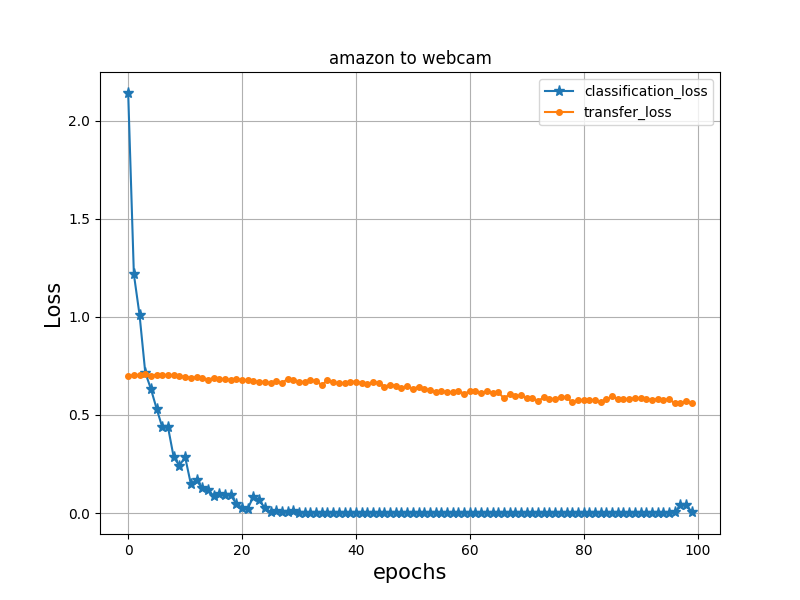 amazon to webcam
classification_loss
transfer_loss
2.0
1.5
1.0
0.5
0.0
Loss
0 20 40 60 80 100
epochs